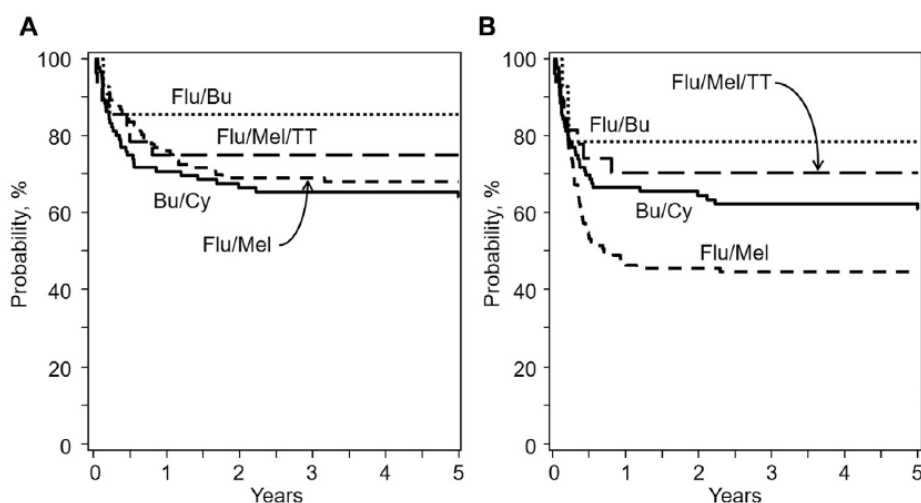 A
Probability, %
100
80
60
40
20
0
Flu/Bu
Flu/Mel/TT
Bu/Cy
Flu/Mel
0 1 2 3 4 5
Years
B
Probability, %
100
80
60
40
20
0
Flu/Mel/TT
Flu/Bu
Bu/Cy
Flu/Mel
0 1 2 3 4 5
Years